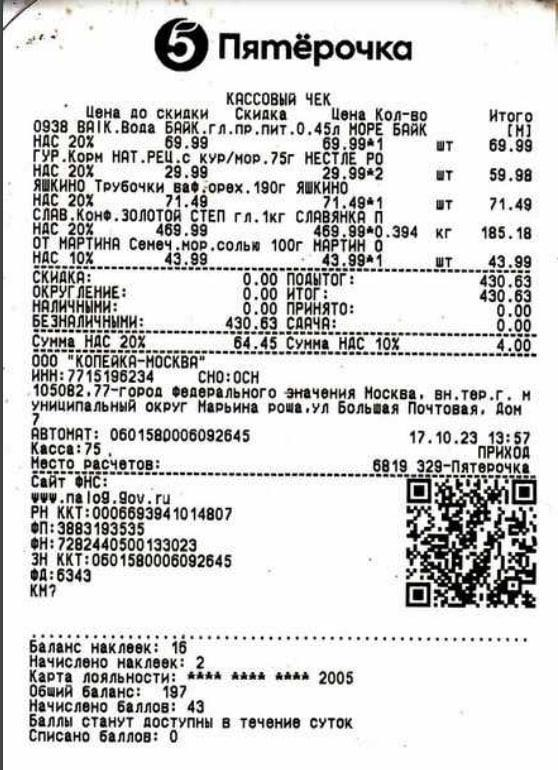 5 Пятёрочка
КАССОВЫЙ ЧЕК
Цена до скидки Скидка Цена Кол-во Итого
0938 BAIK.Вода БАЙК.гл.пр.пит.0.45л МОРЕ БАЙК [М]
НДС 20% 69.99 69.99*1 шт 69.99
ГУР.Корм НАТ.РЕЦ.с кур/мор.75г НЕСТЛЕ РО
НДС 20% 29.99 29.99*2 шт 59.98
ЯШКИНО Трубочки ваф.орех.190г ЯШКИНО
НДС 20% 71.49 71.49*1 шт 71.49
СЛАВ.Конф.ЗОЛОТОЙ СТЕП гл.1кг СЛАВЯНКА П
НДС 20% 469.99 469.99*0.394 кг 185.18
ОТ МАРТИНА Семеч.мор.солью 100г МАРТИН О
НДС 10% 43.99 43.99*1 шт 43.99
СКИДКА: 0.00 ПОДЫТОГ: 430.63
ОКРУГЛЕНИЕ: 0.00 ИТОГ: 430.63
НАЛИЧНЫМИ: 0.00 ПРИНЯТО: 0.00
БЕЗНАЛИЧНЫМИ: 430.63 СДАЧА: 0.00
Сумма НДС 20% 64.45 Сумма НДС 10% 4.00
ООО "КОПЕЙКА-МОСКВА"
ИНН:7715196234 СНО:ОСН
105082,77-город федерального значения Москва, вн.тер.г. м
униципальный округ Марьина роща,ул Большая Почтовая, Дом
7
АВТОМАТ: 0601580006092645 17.10.23 13:57
Касса:75 ПРИХОД
Место расчетов: 6819 329-Пятерочка
Сайт ФНС:
www.nalog.gov.ru
РН ККТ:0006693941014807
ФП:3883193535
ФН:7282440500133023
ЗН ККТ:0601580006092645
ФД:6343
КМ?
Баланс наклеек: 16
Начислено наклеек: 2
Карта лояльности: **** **** **** 2005
Общий баланс: 197
Начислено баллов: 43
Баллы станут доступны в течение суток
Списано баллов: 0